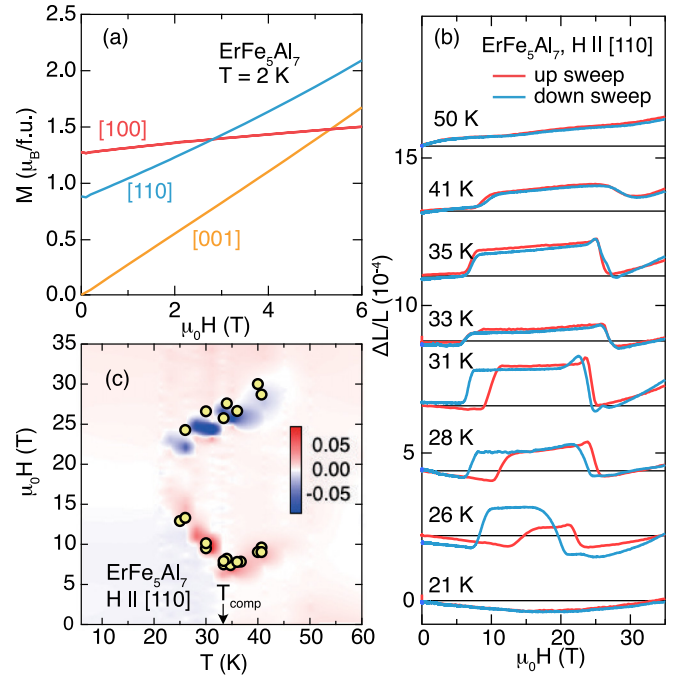 (a)
ErFe5Al7
T = 2 K
[100]
[110]
[001]
M (μB/f.u.)
2.5
2.0
1.5
1.0
0.5
0.0
0 2 4 6
μ0H (T)
(b)
ErFe5Al7, H II [110]
up sweep
down sweep
50 K
41 K
35 K
33 K
31 K
28 K
26 K
21 K
ΔL/L (10-4)
15
10
5
0
0 10 20 30
μ0H (T)
(c)
0.05
0.00
-0.05
ErFe5Al7
H II [110]
Tcomp
μ0H (T)
35
30
25
20
15
10
5
0
20 40 60
T (K)